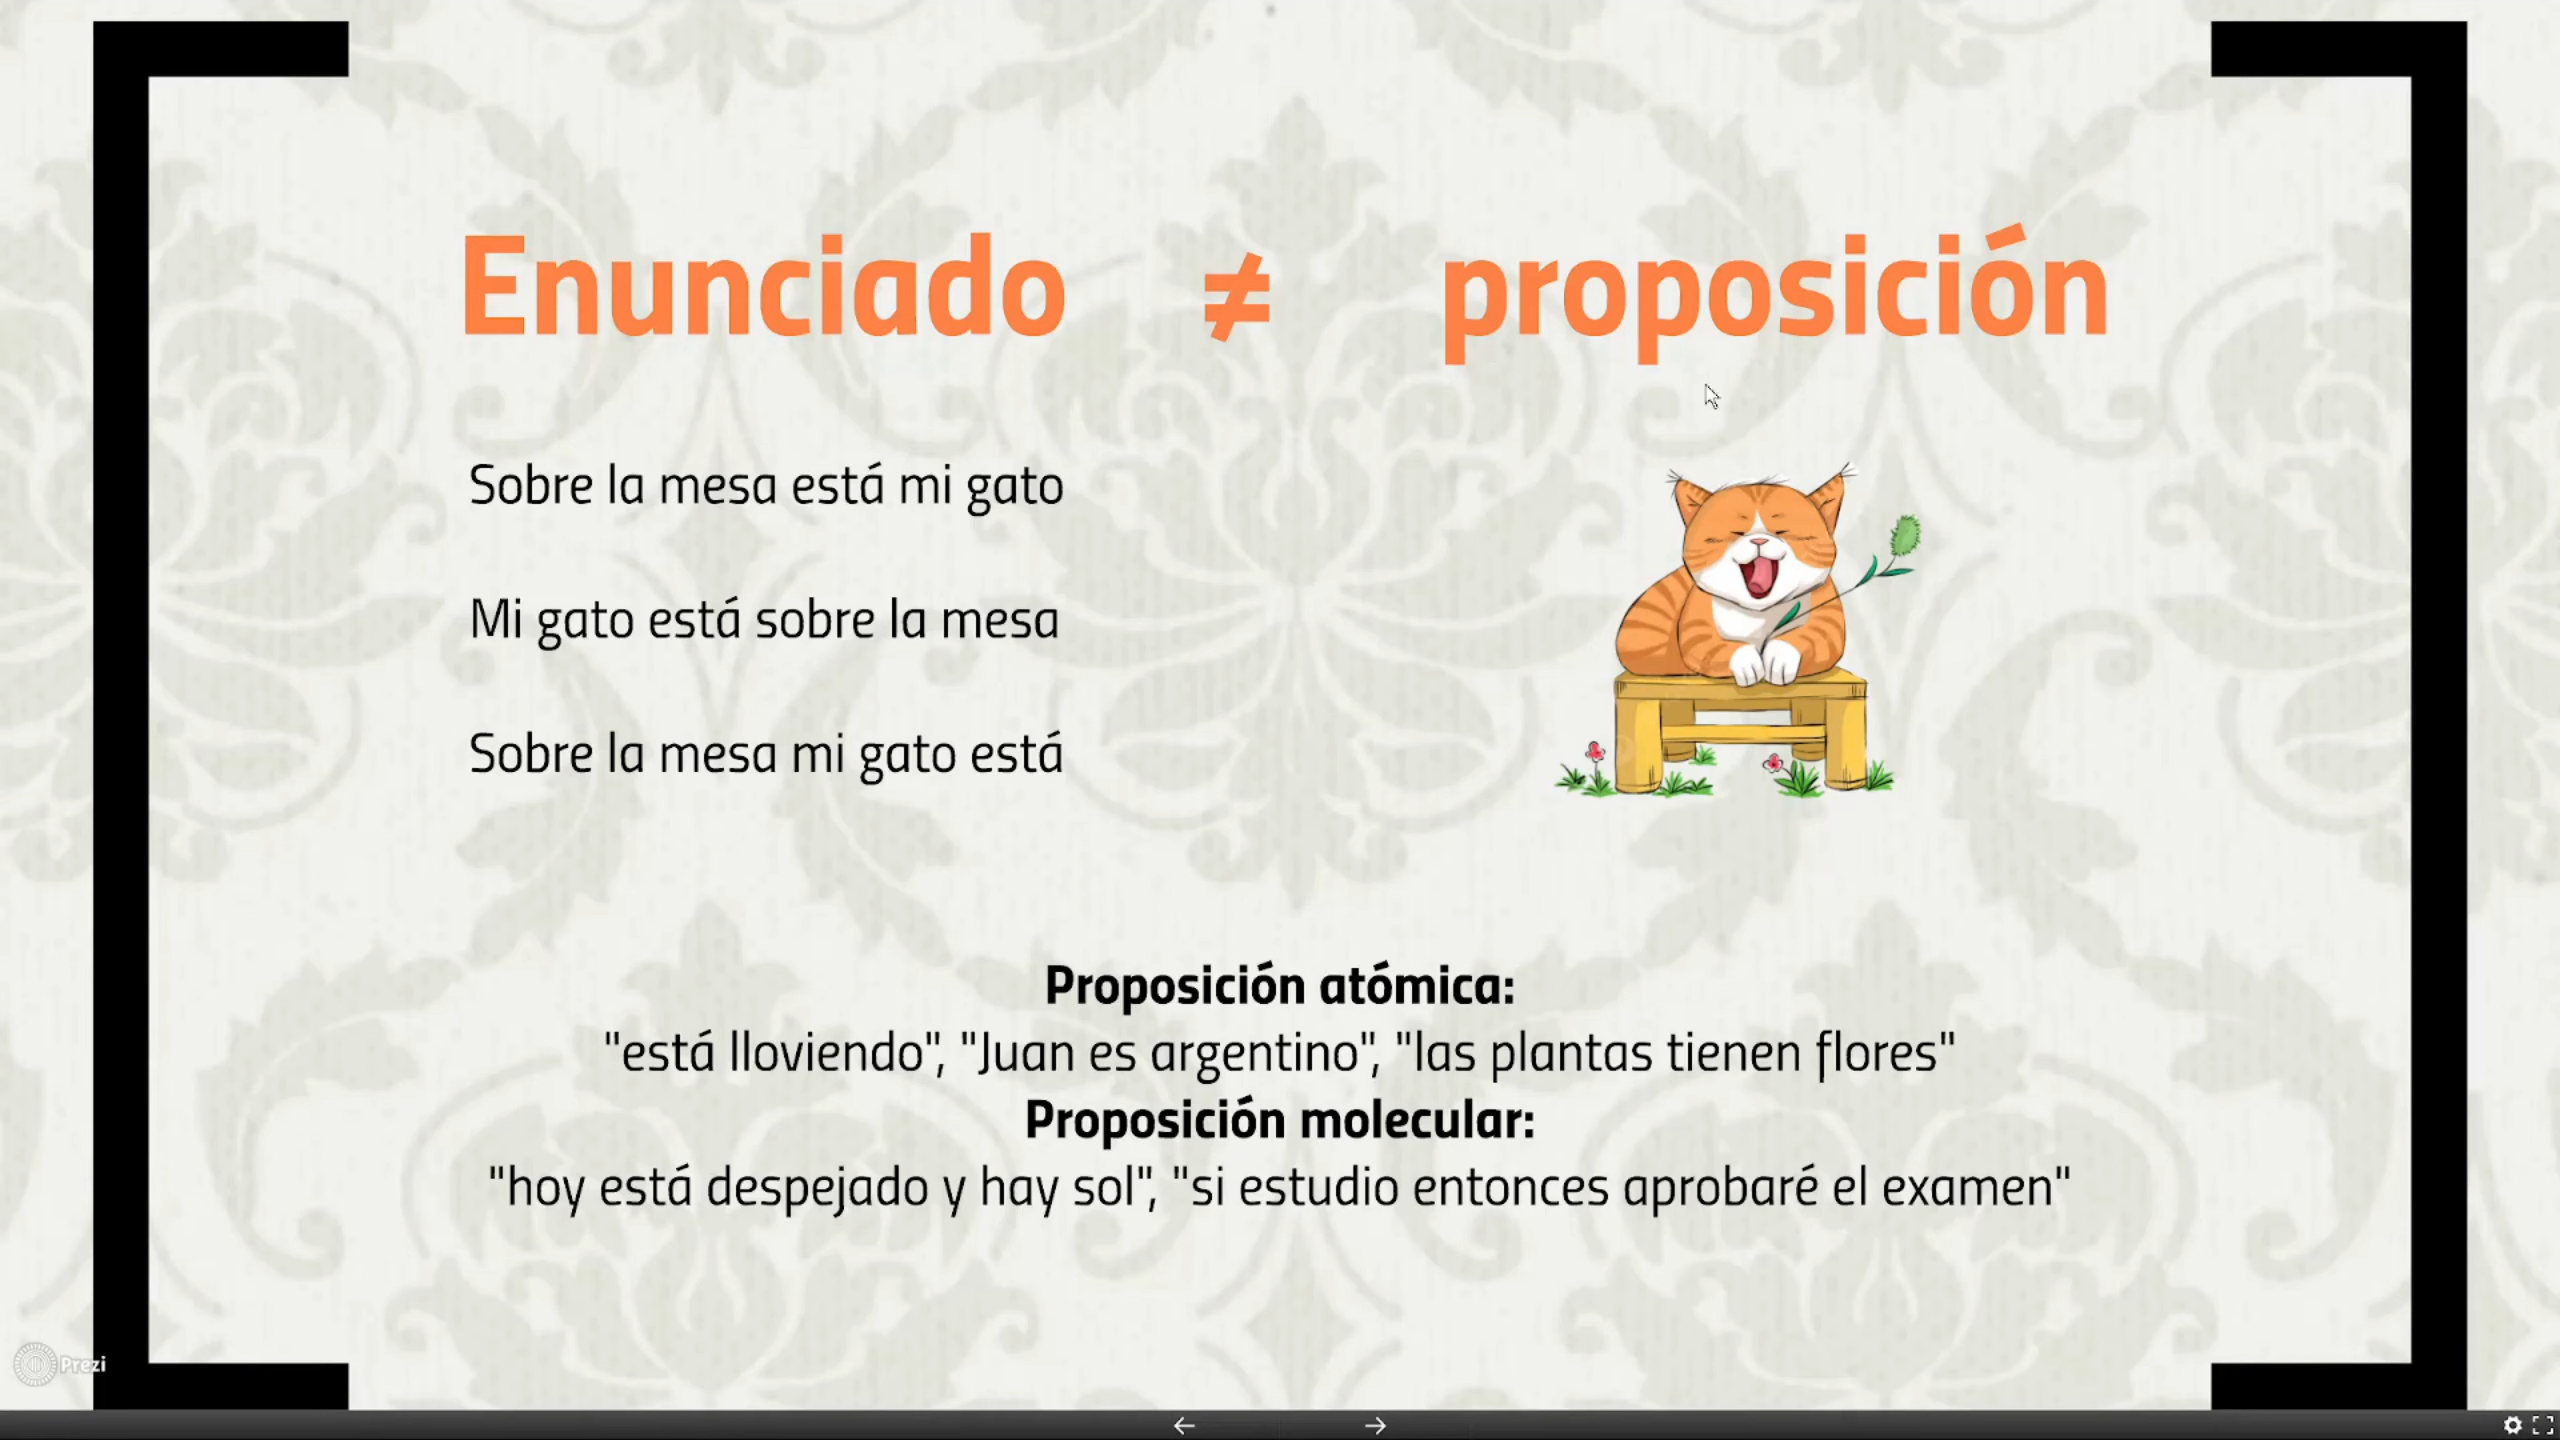 Enunciado ≠ proposición
Sobre la mesa está mi gato
Mi gato está sobre la mesa
Sobre la mesa mi gato está
Proposición atómica:
"está lloviendo", "Juan es argentino", "las plantas tienen flores"
Proposición molecular:
"hoy está despejado y hay sol", "si estudio entonces aprobaré el examen"
Prezi